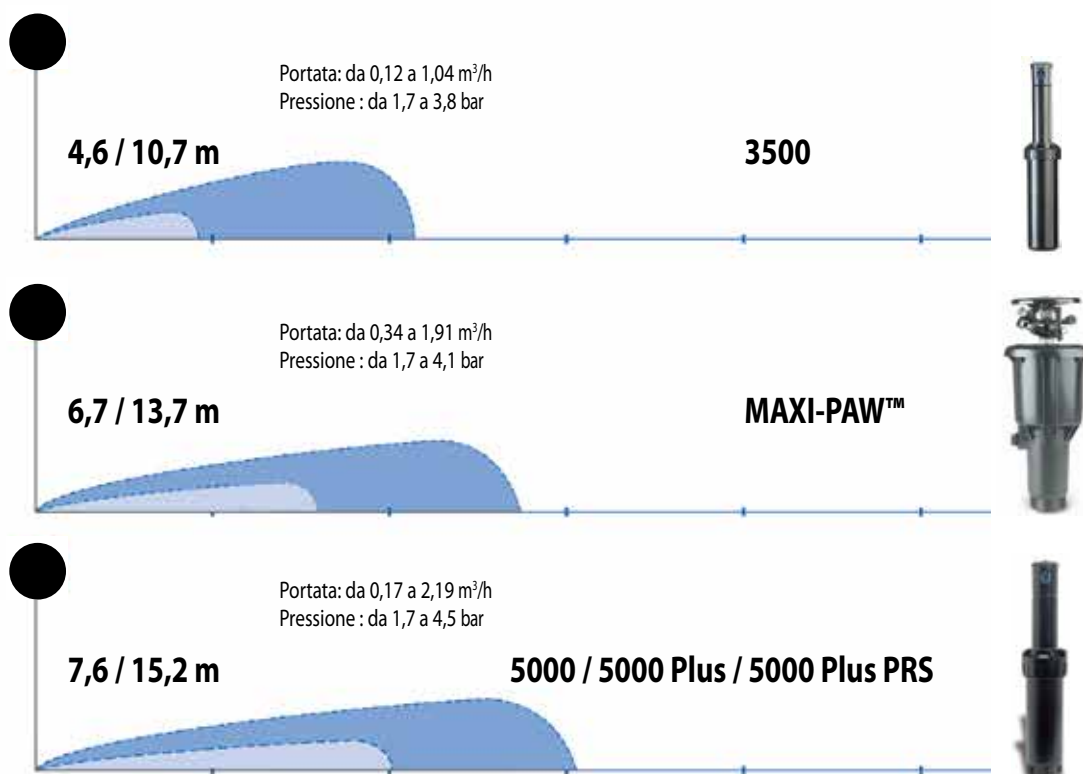 Portata: da 0,12 a 1,04 m³/h
Pressione : da 1,7 a 3,8 bar
4,6 / 10,7 m
3500
Portata: da 0,34 a 1,91 m³/h
Pressione : da 1,7 a 4,1 bar
6,7 / 13,7 m
MAXI-PAW™
Portata: da 0,17 a 2,19 m³/h
Pressione : da 1,7 a 4,5 bar
7,6 / 15,2 m
5000 / 5000 Plus / 5000 Plus PRS